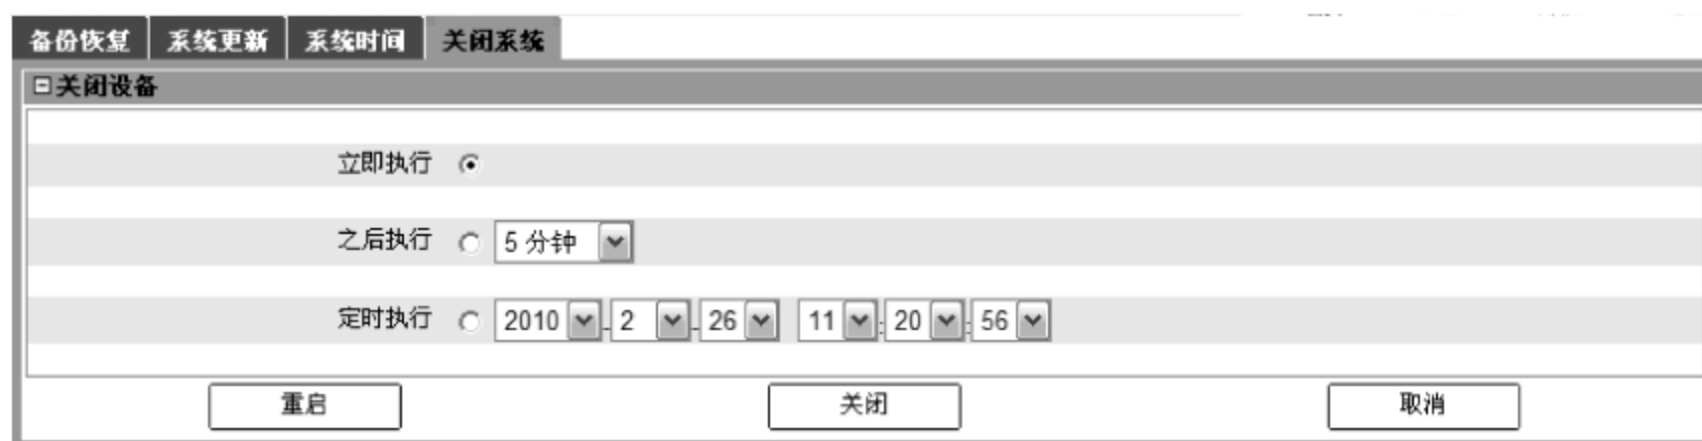 备份恢复 系统更新 系统时间 关闭系统
关闭设备
立即执行
之后执行 5 分钟
定时执行 2010 - 2 - 26 11 : 20 : 56
重启 关闭 取消